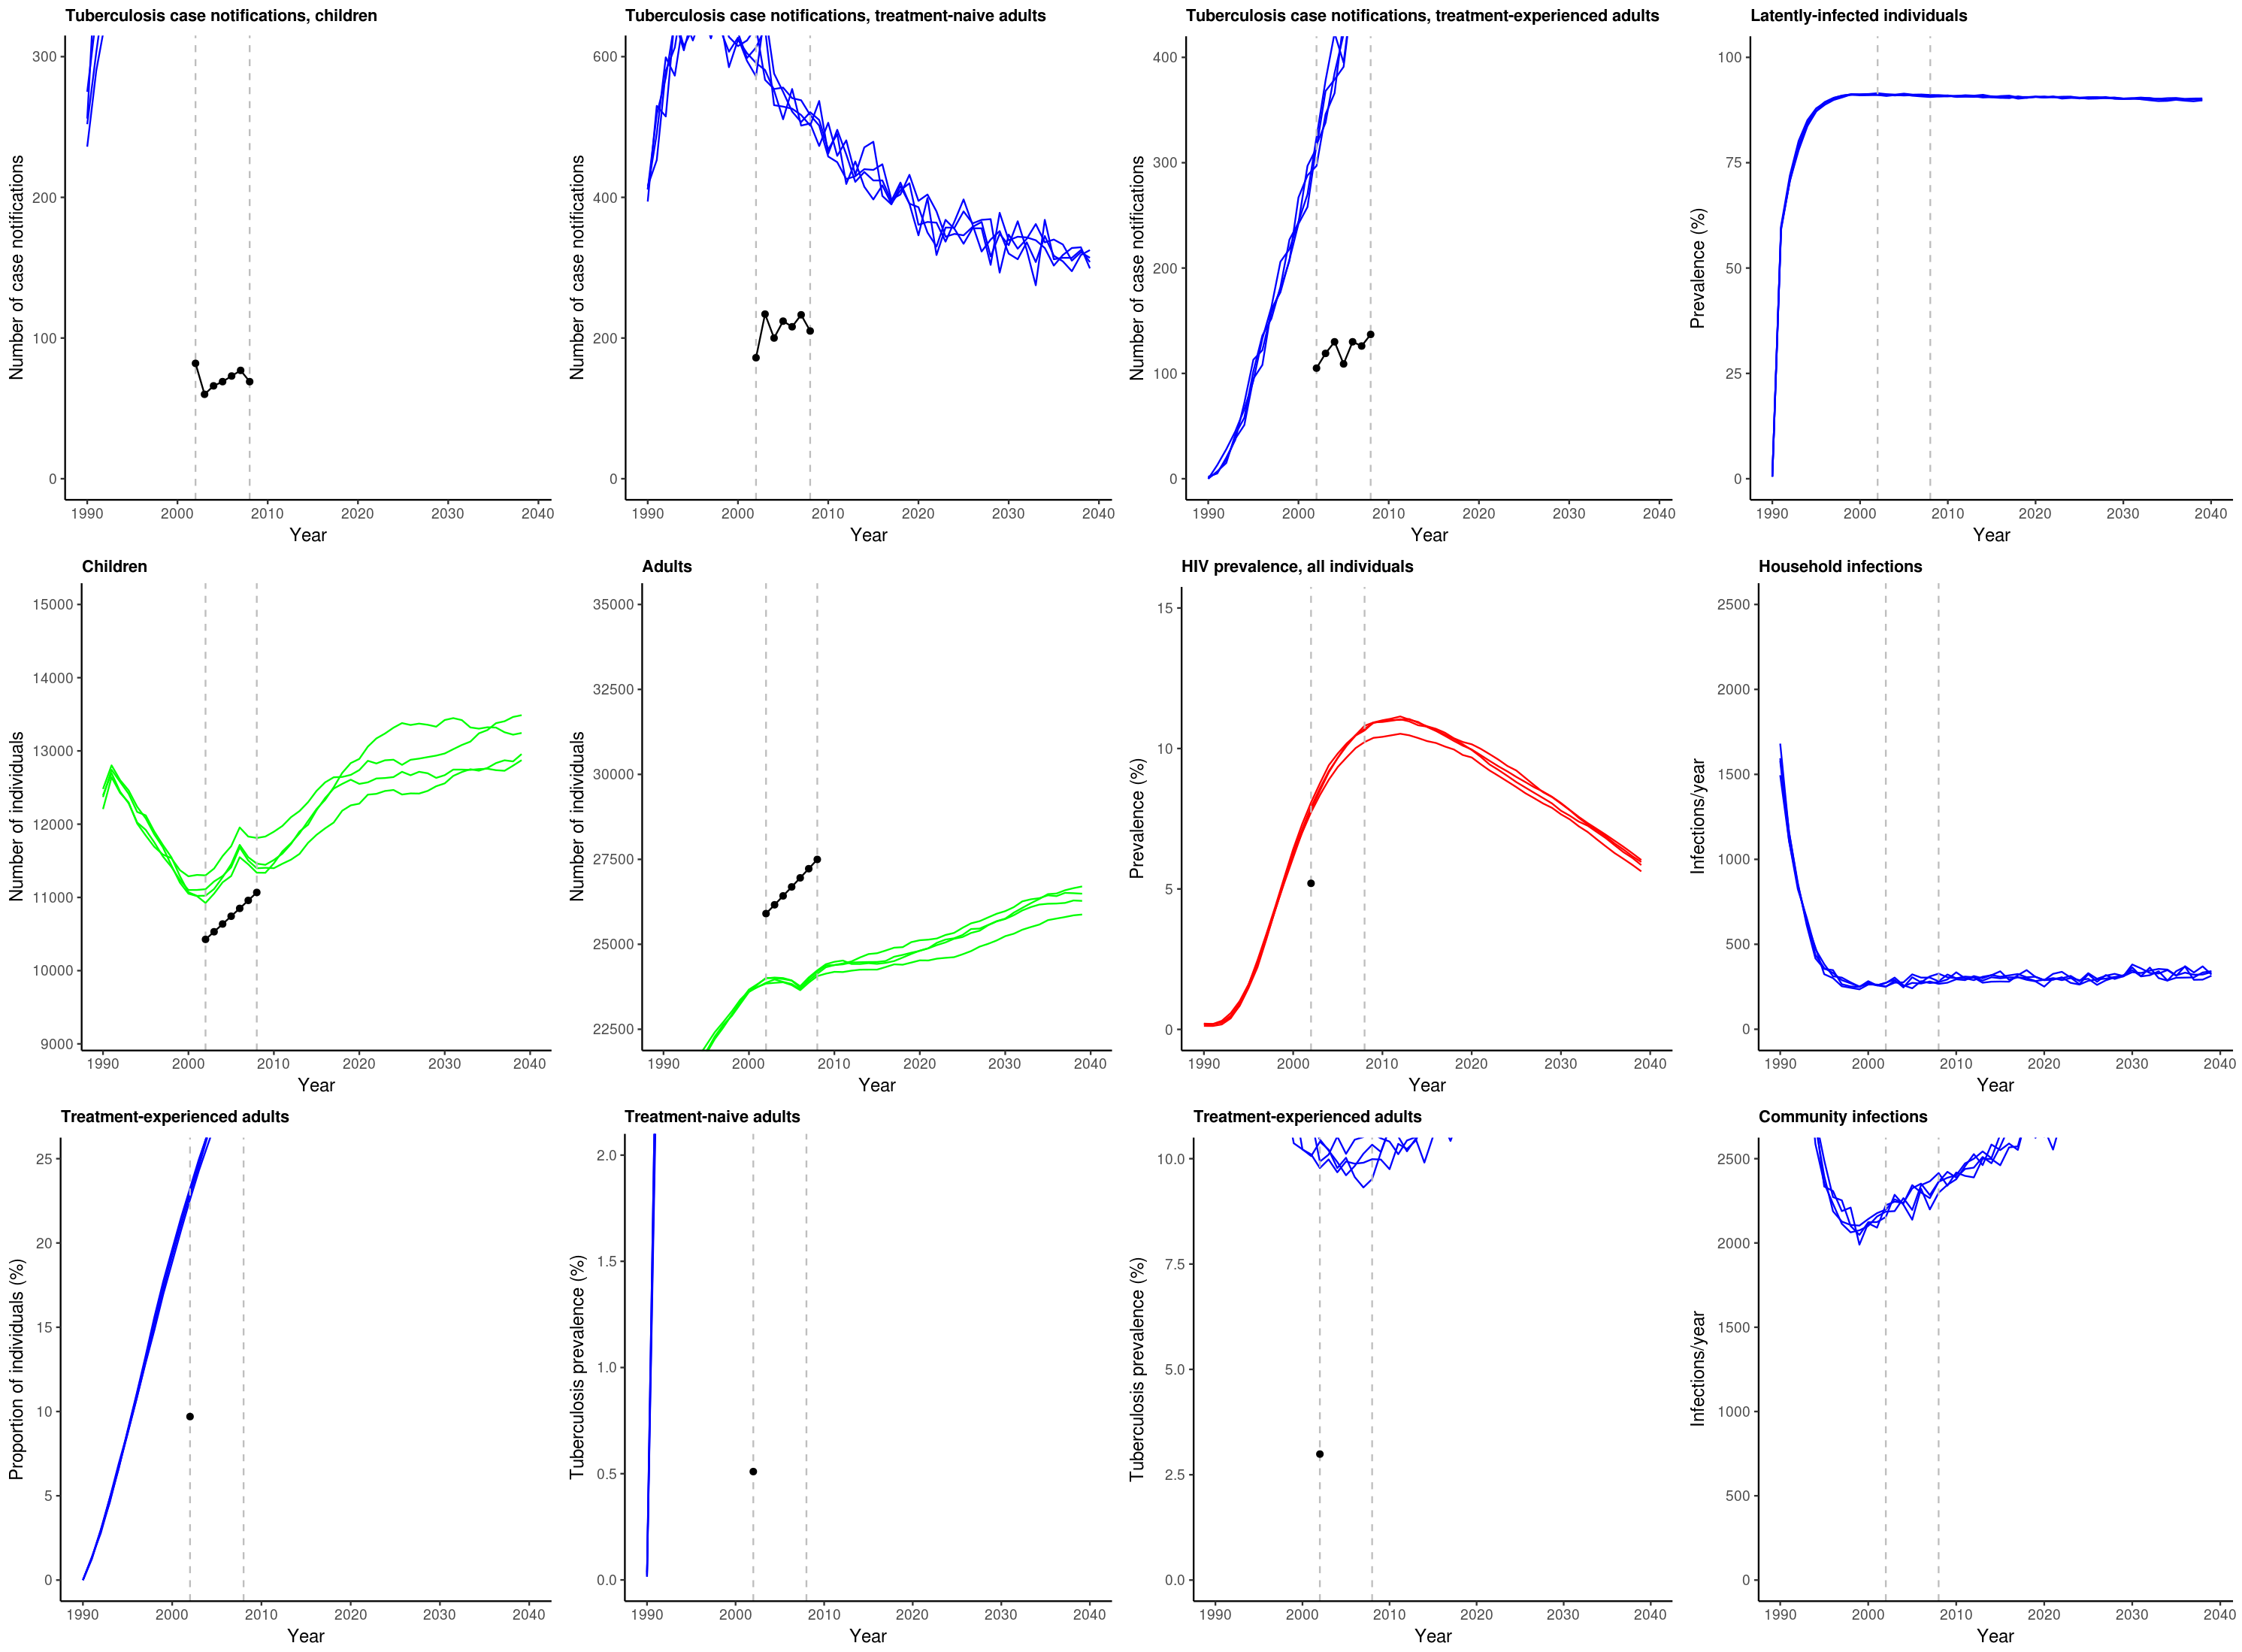 Tuberculosis case notifications, children
Number of case notifications
300
200
100
0
1990 2000 2010 2020 2030 2040
Year
Tuberculosis case notifications, treatment-naive adults
Number of case notifications
600
400
200
0
1990 2000 2010 2020 2030 2040
Year
Tuberculosis case notifications, treatment-experienced adults
Number of case notifications
400
300
200
100
0
1990 2000 2010 2020 2030 2040
Year
Latently-infected individuals
Prevalence (%)
100
75
50
25
0
1990 2000 2010 2020 2030 2040
Year
Children
Number of individuals
15000
14000
13000
12000
11000
10000
9000
1990 2000 2010 2020 2030 2040
Year
Adults
Number of individuals
35000
32500
30000
27500
25000
22500
1990 2000 2010 2020 2030 2040
Year
HIV prevalence, all individuals
Prevalence (%)
15
10
5
0
1990 2000 2010 2020 2030 2040
Year
Household infections
Infections/year
2500
2000
1500
1000
500
0
1990 2000 2010 2020 2030 2040
Year
Treatment-experienced adults
Proportion of individuals (%)
25
20
15
10
5
0
1990 2000 2010 2020 2030 2040
Year
Treatment-naive adults
Tuberculosis prevalence (%)
2.0
1.5
1.0
0.5
0.0
1990 2000 2010 2020 2030 2040
Year
Treatment-experienced adults
Tuberculosis prevalence (%)
10.0
7.5
5.0
2.5
0.0
1990 2000 2010 2020 2030 2040
Year
Community infections
Infections/year
2500
2000
1500
1000
500
0
1990 2000 2010 2020 2030 2040
Year